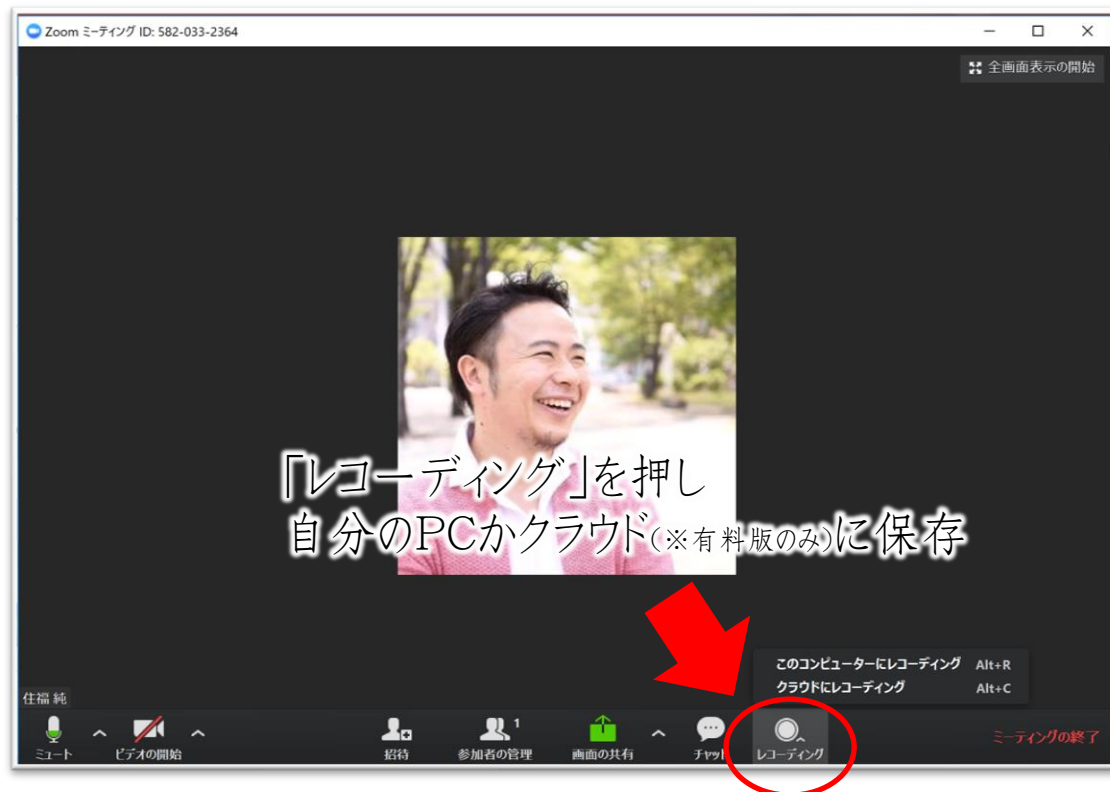 Zoom ミーティング ID: 582-033-2364
全画面表示の開始
「レコーディング」を押し
自分のPCかクラウド(※有料版のみ)に保存
このコンピューターにレコーディング Alt+R
クラウドにレコーディング Alt+C
住福 純
ミュート ビデオの開始 招待 参加者の管理 1 画面の共有 チャット レコーディング ミーティングの終了